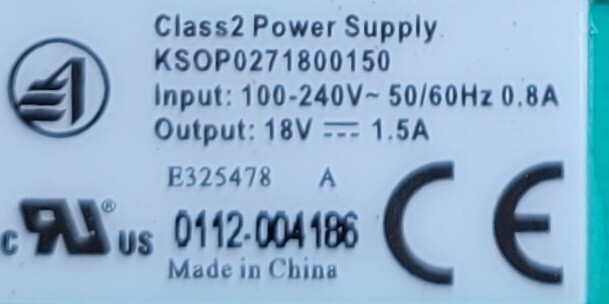 Class2 Power Supply
KSOP0271800150
Input: 100-240V~ 50/60Hz 0.8A
Output: 18V ⎓ 1.5A
E325478 A
c RU® US 0112-004186 CE
Made in China